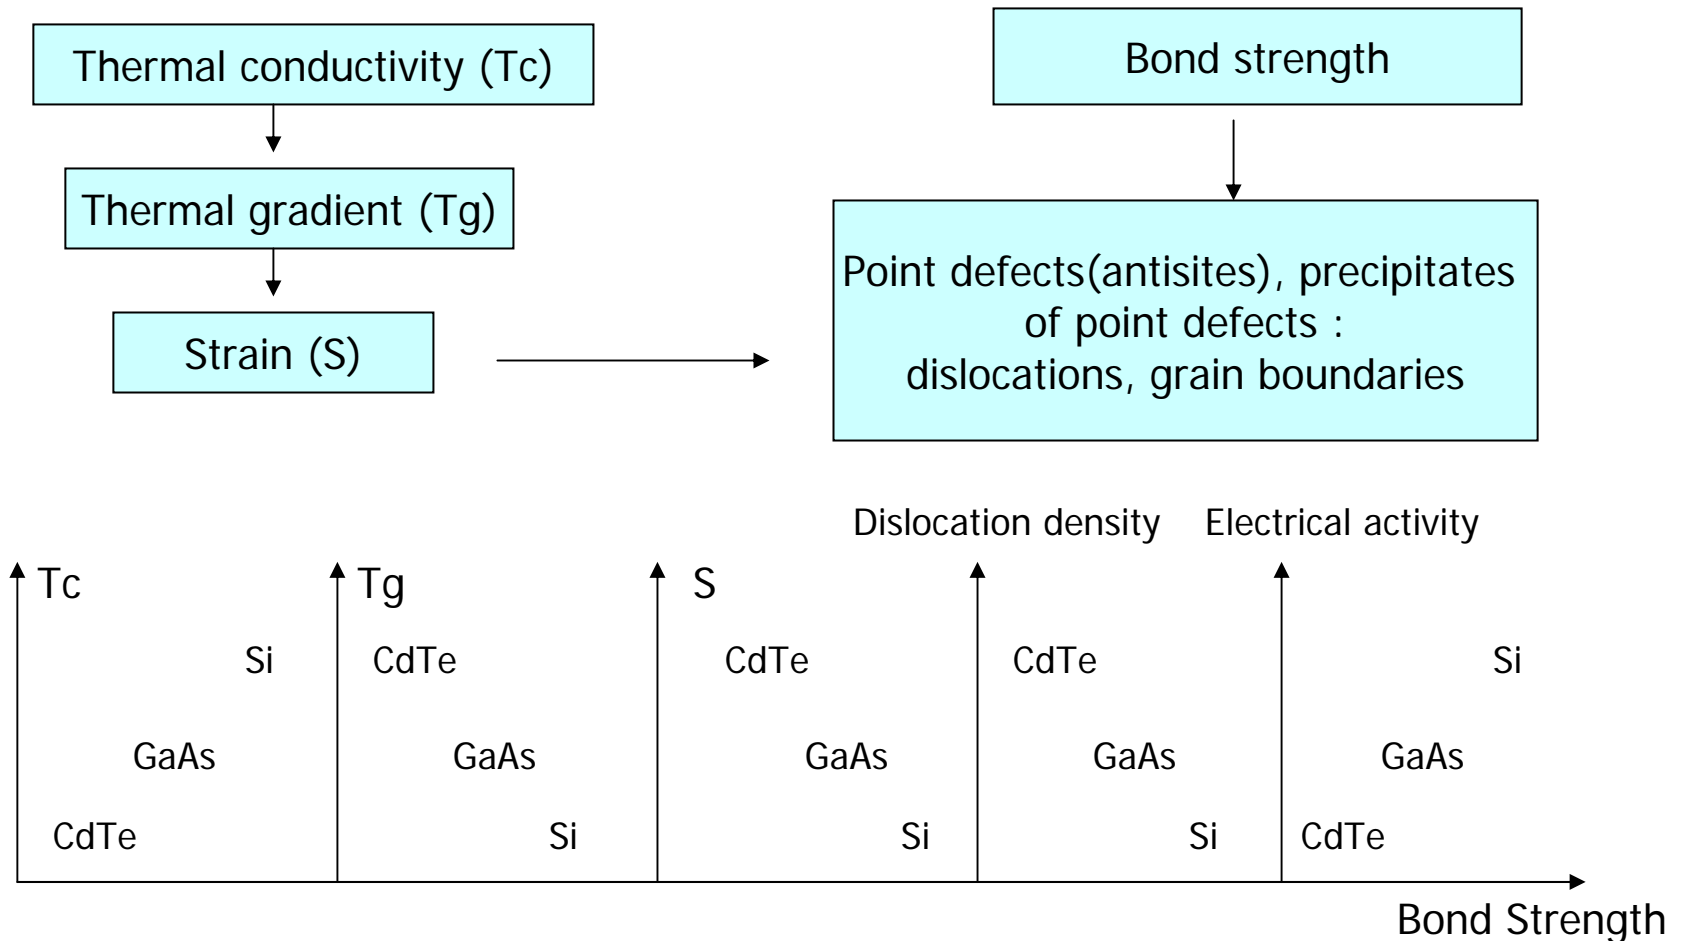 Thermal conductivity (Tc)
Bond strength
Thermal gradient (Tg)
Strain (S)
Point defects(antisites), precipitates
of point defects :
dislocations, grain boundaries
Dislocation density
Electrical activity
Tc
Si
GaAs
CdTe
Tg
CdTe
GaAs
Si
S
CdTe
GaAs
Si
CdTe
GaAs
Si
Si
GaAs
CdTe
Bond Strength